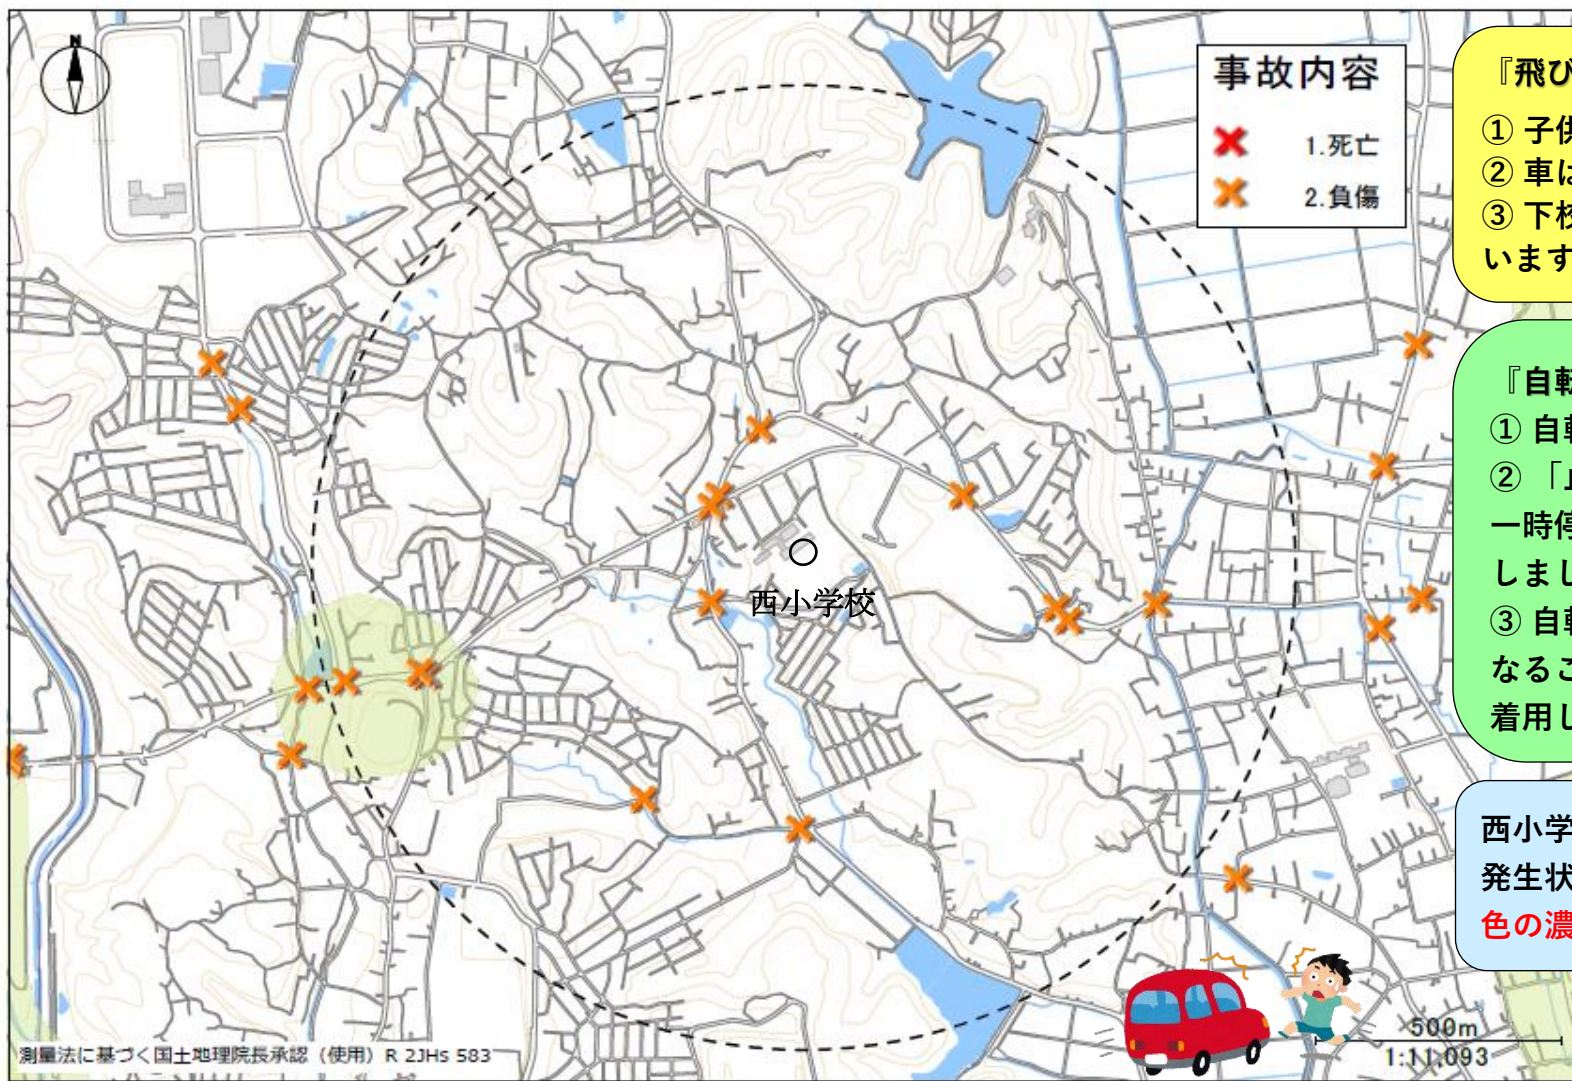 N
事故内容
1.死亡
2.負傷
西小学校
『飛び
① 子供
② 車は
③ 下校
います
『自転
① 自転
② 「止
一時停
しまし
③ 自転
なるこ
着用し
西小学
発生状
色の濃
500m
1:11,093
測量法に基づく国土地理院長承認（使用）R 2JHs 583